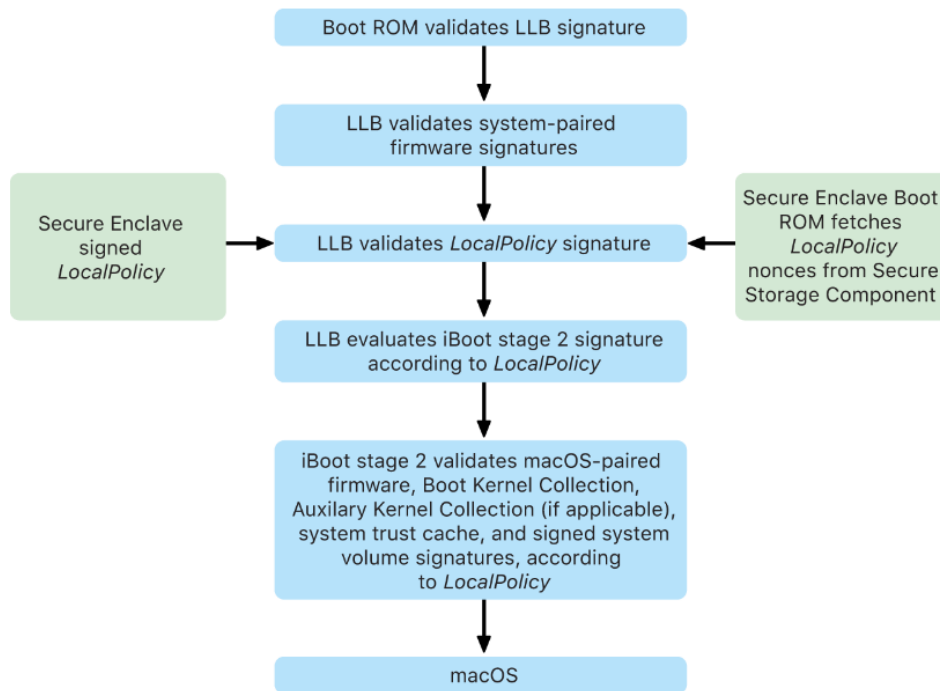 Boot ROM validates LLB signature
LLB validates system-paired
firmware signatures
Secure Enclave
signed
LocalPolicy
LLB validates LocalPolicy signature
Secure Enclave Boot
ROM fetches
LocalPolicy
nonces from Secure
Storage Component
LLB evaluates iBoot stage 2 signature
according to LocalPolicy
iBoot stage 2 validates macOS-paired
firmware, Boot Kernel Collection,
Auxilary Kernel Collection (if applicable),
system trust cache, and signed system
volume signatures, according
to LocalPolicy
macOS